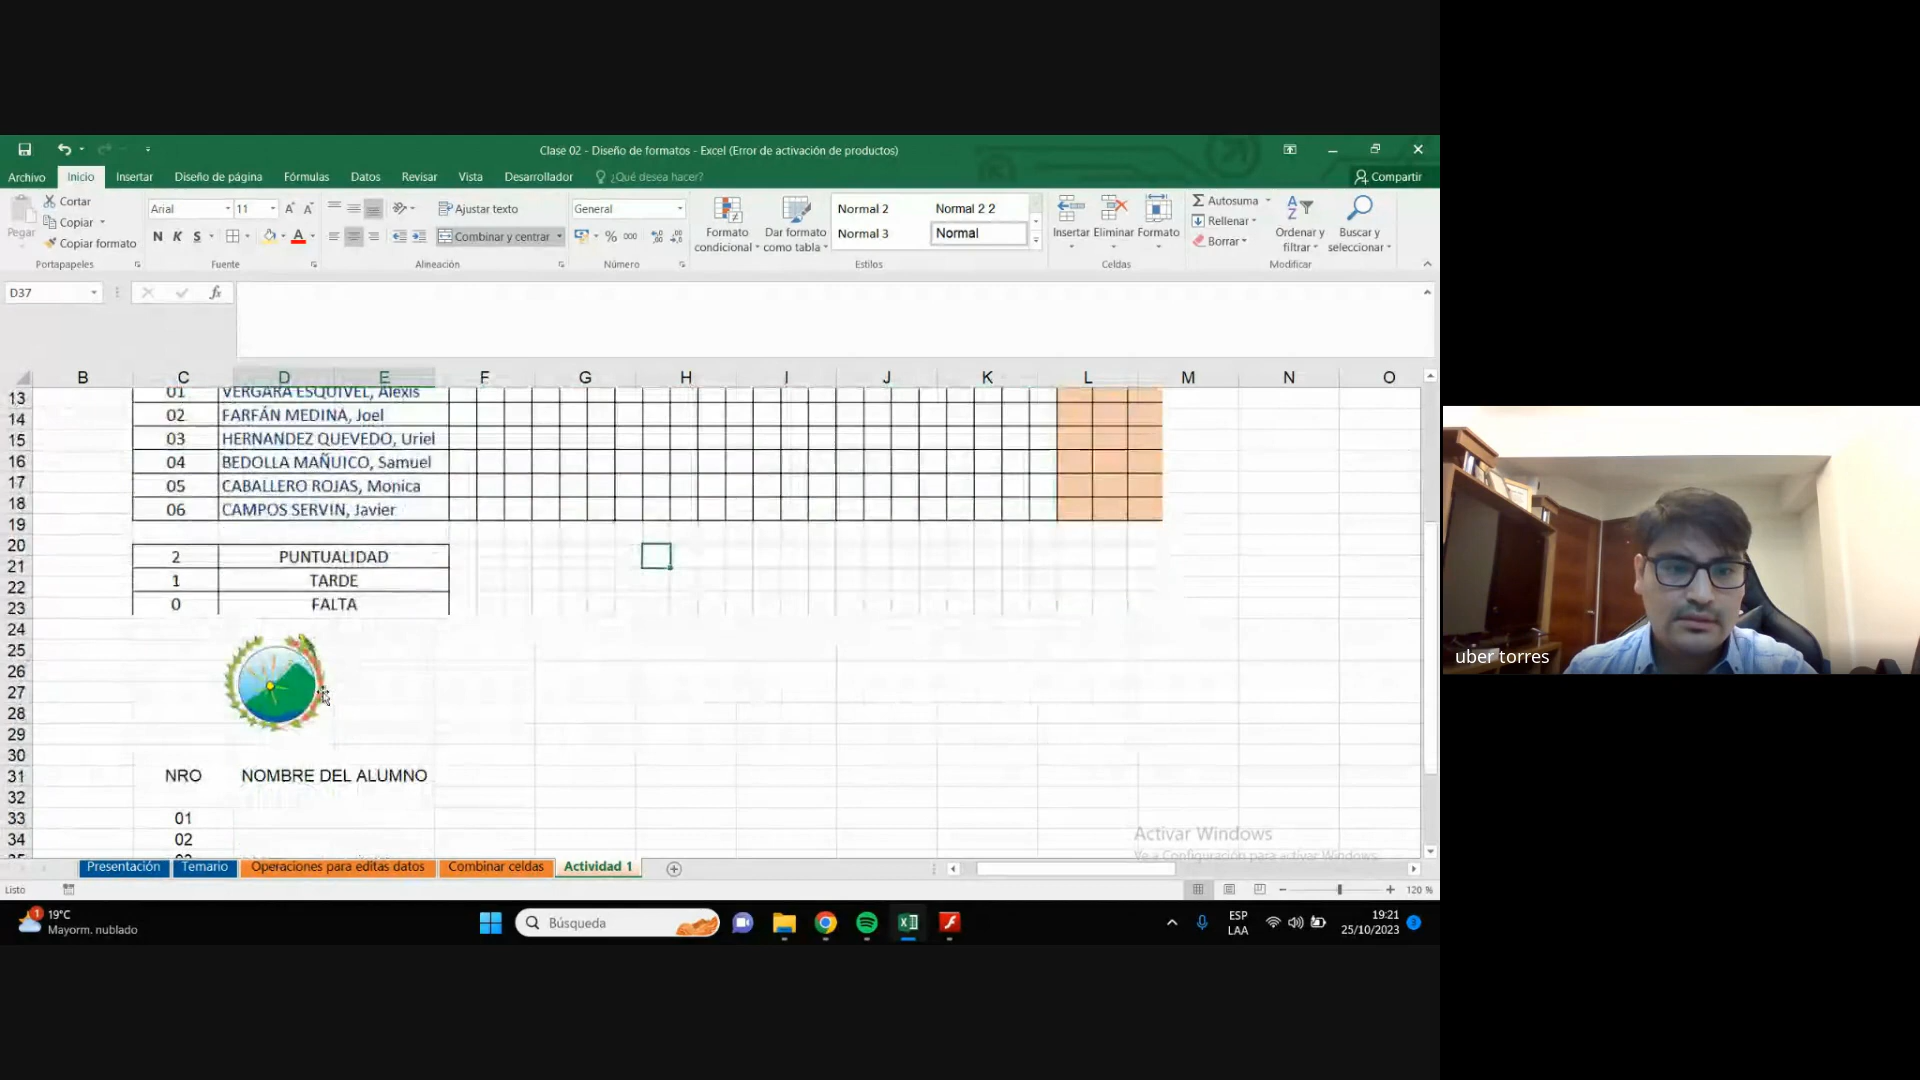 Clase 02 - Diseño de formatos - Excel (Error de activación de productos)
Archivo Inicio Insertar Diseño de página Fórmulas Datos Revisar Vista Desarrollador ¿Qué desea hacer? Compartir
Pegar
Cortar
Copiar
Copiar formato
Portapapeles
Arial 11
N K S
Fuente
Ajustar texto
Combinar y centrar
Alineación
General
% 000
Número
Formato condicional
Dar formato como tabla
Normal 2 Normal 2 2
Normal 3 Normal
Estilos
Insertar Eliminar Formato
Celdas
Autosuma
Rellenar
Borrar
Ordenar y filtrar
Buscar y seleccionar
Modificar
D37 fx
B C D E F G H I J K L M N O
13 01 VERGARA ESQUIVEL, Alexis
14 02 FARFÁN MEDINA, Joel
15 03 HERNANDEZ QUEVEDO, Uriel
16 04 BEDOLLA MAÑUICO, Samuel
17 05 CABALLERO ROJAS, Monica
18 06 CAMPOS SERVIN, Javier
19
20
21 2 PUNTUALIDAD
22 1 TARDE
23 0 FALTA
24
25
26
27
28
29
30
31 NRO NOMBRE DEL ALUMNO
32
33 01
34 02
Activar Windows
Ve a Configuración para activar Windows.
Presentación Temario Operaciones para editas datos Combinar celdas Actividad 1
Listo 120 %
1 19°C
Mayorm. nublado
Búsqueda
ESP
LAA
19:21
25/10/2023
uber torres